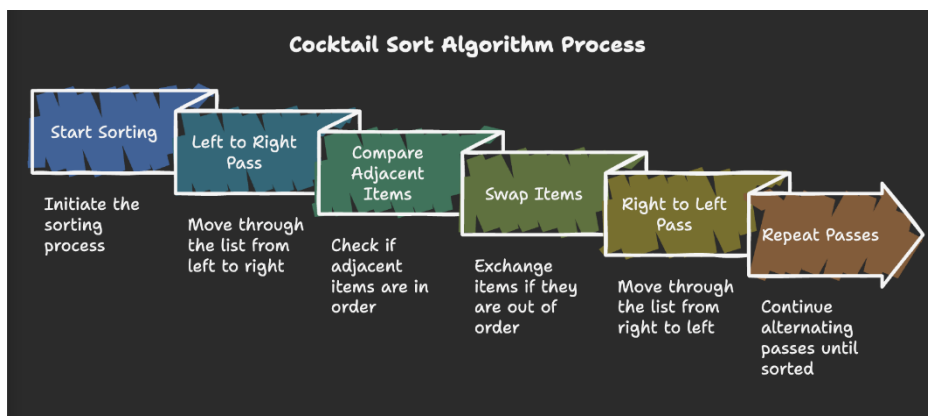 Cocktail Sort Algorithm Process
Start Sorting
Initiate the
sorting
process
Left to Right
Pass
Move through
the list from
left to right
Compare
Adjacent
Items
Check if
adjacent
items are in
order
Swap Items
Exchange
items if they
are out of
order
Right to Left
Pass
Move through
the list from
right to left
Repeat Passes
Continue
alternating
passes until
sorted